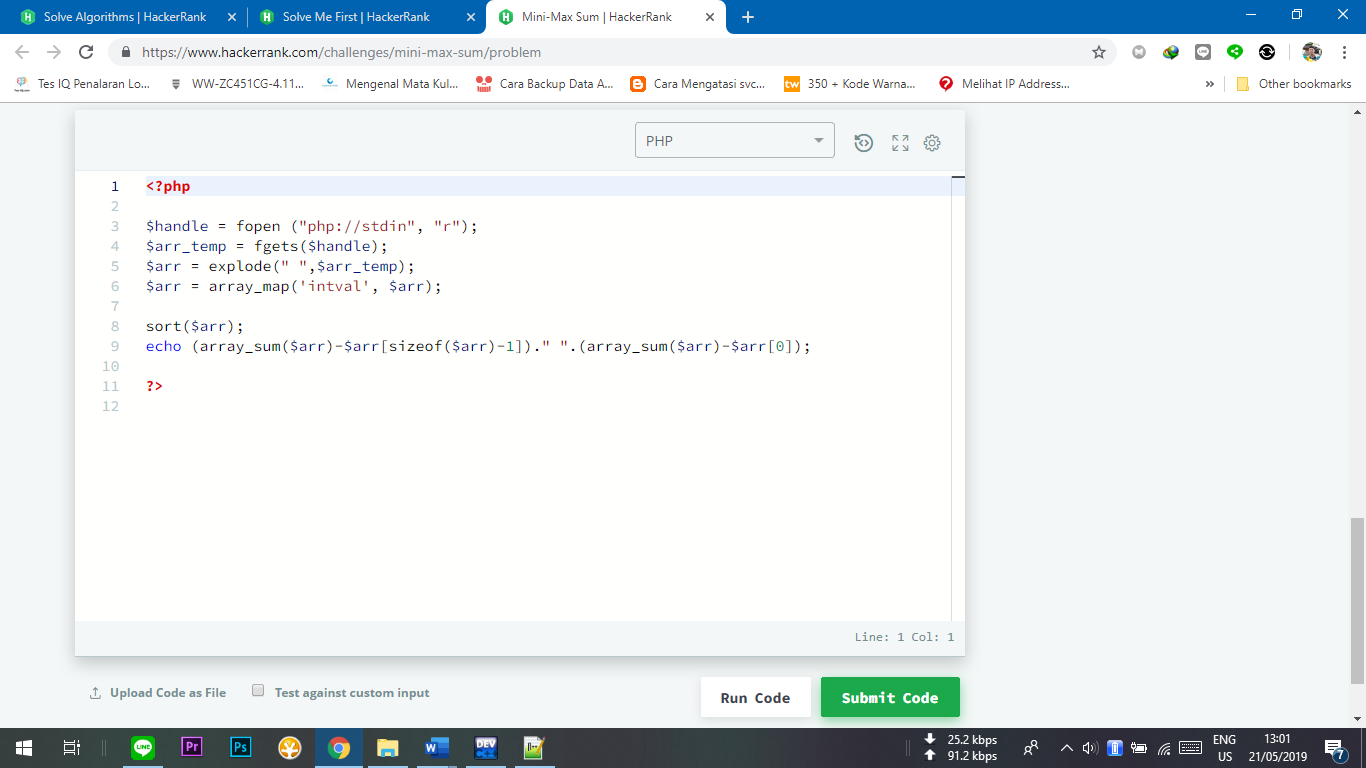 Solve Algorithms | HackerRank
Solve Me First | HackerRank
Mini-Max Sum | HackerRank
https://www.hackerrank.com/challenges/mini-max-sum/problem
Tes IQ Penalaran Lo...
WW-ZC451CG-4.11...
Mengenal Mata Kul...
Cara Backup Data A...
Cara Mengatasi svc...
tw 350 + Kode Warna...
Melihat IP Address...
» Other bookmarks
PHP
1 <?php
2
3 $handle = fopen ("php://stdin", "r");
4 $arr_temp = fgets($handle);
5 $arr = explode(" ",$arr_temp);
6 $arr = array_map('intval', $arr);
7
8 sort($arr);
9 echo (array_sum($arr)-$arr[sizeof($arr)-1])." ".(array_sum($arr)-$arr[0]);
10
11 ?>
12
Line: 1 Col: 1
Upload Code as File
Test against custom input
Run Code
Submit Code
LINE
Pr
Ps
DEV
25.2 kbps
91.2 kbps
ENG
US
13:01
21/05/2019
7